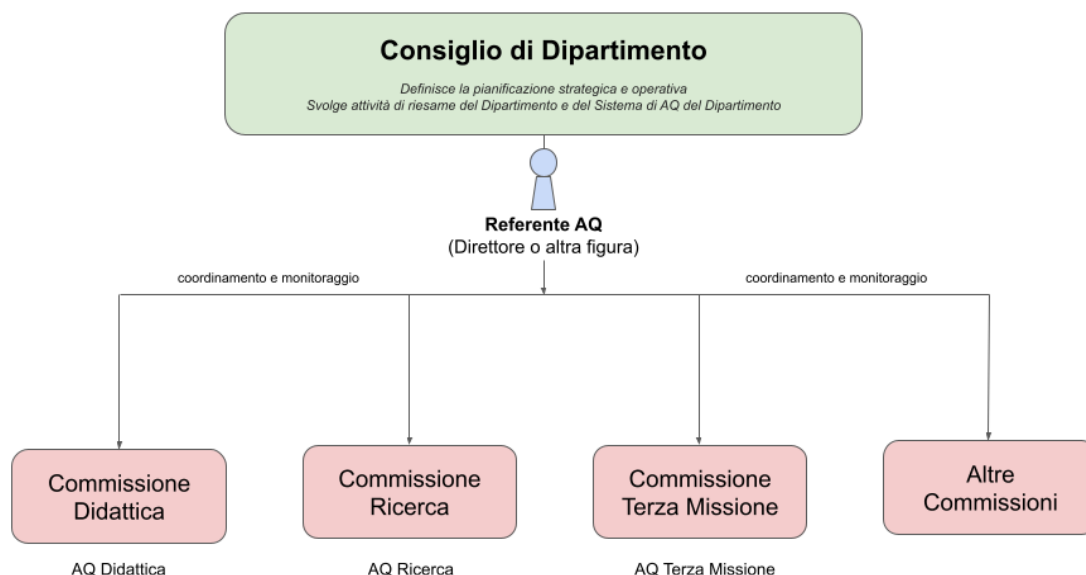 Consiglio di Dipartimento
Definisce la pianificazione strategica e operativa
Svolge attività di riesame del Dipartimento e del Sistema di AQ del Dipartimento
Referente AQ
(Direttore o altra figura)
coordinamento e monitoraggio
coordinamento e monitoraggio
Commissione
Didattica
Commissione
Ricerca
Commissione
Terza Missione
Altre
Commissioni
AQ Didattica
AQ Ricerca
AQ Terza Missione